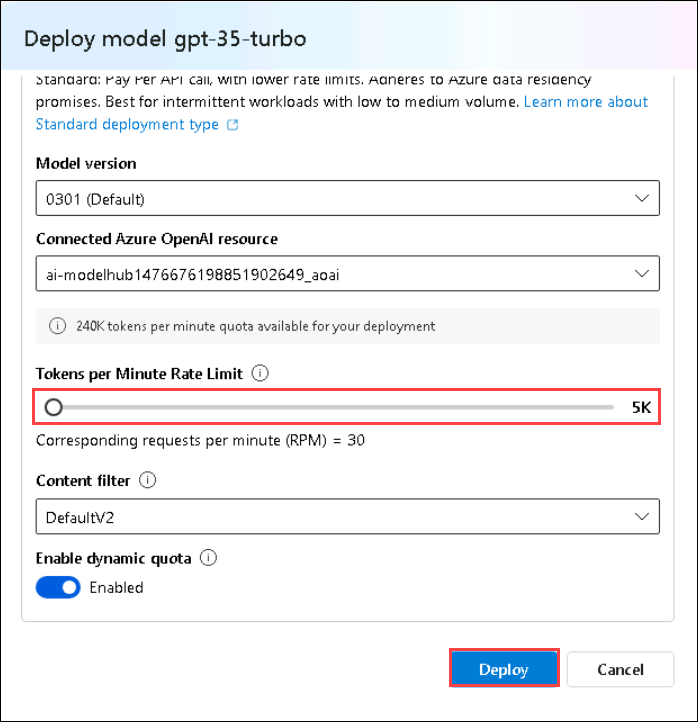 Deploy model gpt-35-turbo
Standard: Pay Per API call, with lower rate limits. Adheres to Azure data residency
promises. Best for intermittent workloads with low to medium volume. Learn more about
Standard deployment type
Model version
0301 (Default)
Connected Azure OpenAI resource
ai-modelhub1476676198851902649_aoai
240K tokens per minute quota available for your deployment
Tokens per Minute Rate Limit
5K
Corresponding requests per minute (RPM) = 30
Content filter
DefaultV2
Enable dynamic quota
Enabled
Deploy
Cancel